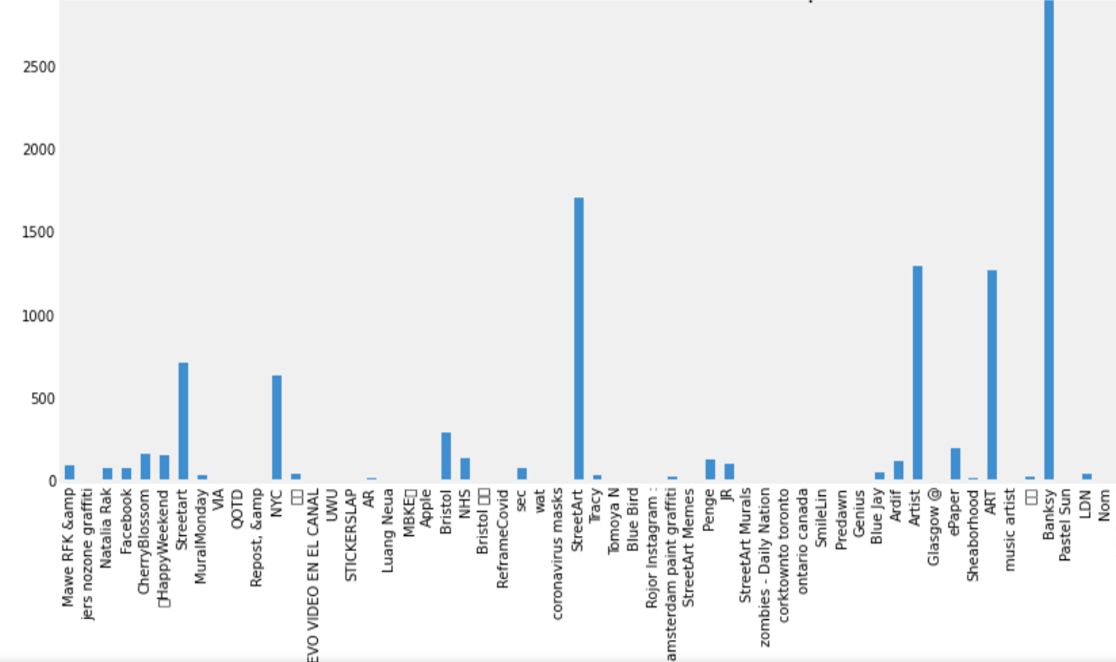 2500
2000
1500
1000
500
0
Mawe RFK &amp
jers nozone graffiti
Natalia Rak
Facebook
CherryBlossom
▯HappyWeekend
Streetart
MuralMonday
VIA
QOTD
Repost, &amp
NYC
▯▯
EVO VIDEO EN EL CANAL
UWU
STICKERSLAP
AR
Luang Neua
MBKE▯
Apple
Bristol
NHS
Bristol ▯▯
ReframeCovid
sec
wat
coronavirus masks
StreetArt
Tracy
Tomoya N
Blue Bird
Rojor Instagram :
amsterdam paint graffiti
StreetArt Memes
Penge
JR
StreetArt Murals
zombies - Daily Nation
corktownto toronto
ontario canada
SmileLin
Predawn
Genius
Blue Jay
Ardif
Artist
Glasgow @
ePaper
Sheaborhood
ART
music artist
▯▯
Banksy
Pastel Sun
LDN
Nom